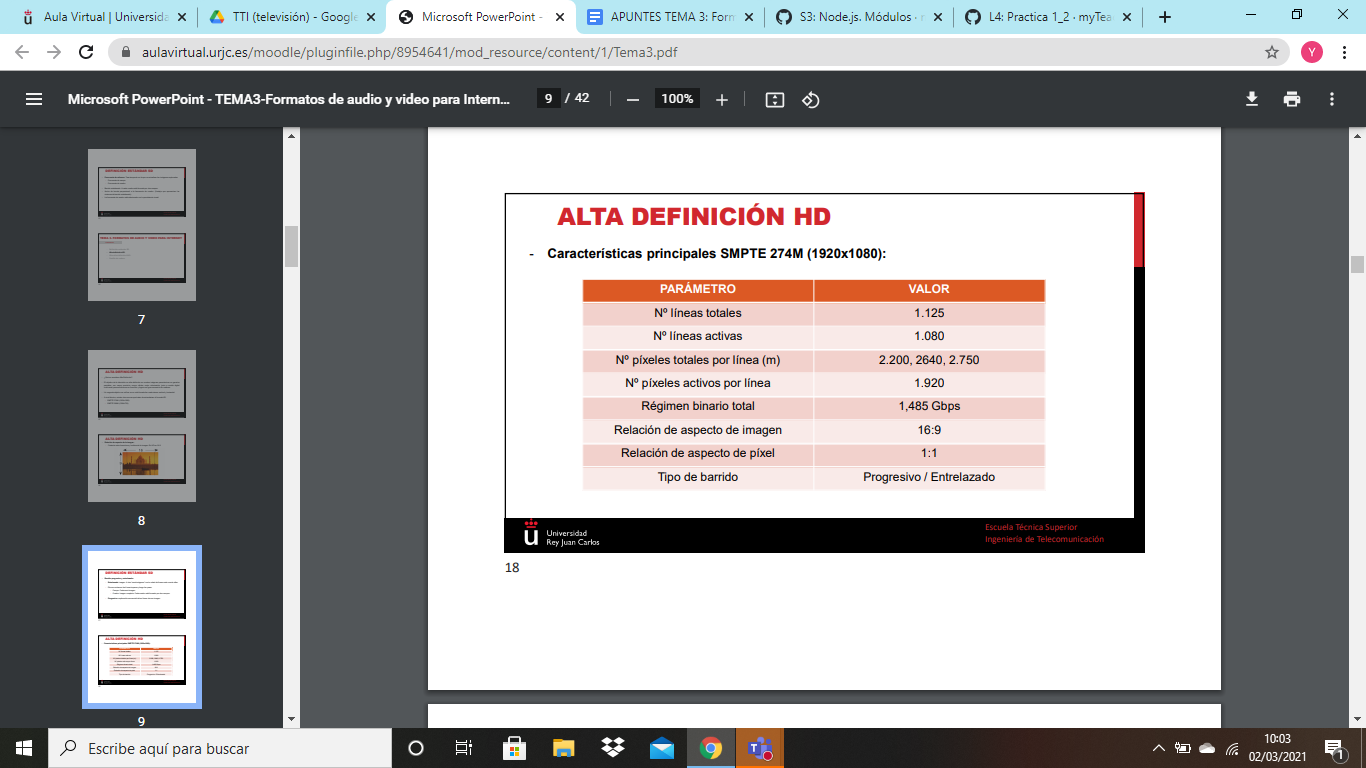 Aula Virtual | Universida
TTI (televisión) - Google
Microsoft PowerPoint -
APUNTES TEMA 3: Form
S3: Node.js. Módulos · m
L4: Practica 1_2 · myTeac
aulavirtual.urjc.es/moodle/pluginfile.php/8954641/mod_resource/content/1/Tema3.pdf
Y
Microsoft PowerPoint - TEMA3-Formatos de audio y video para Intern...
9 / 42
100%
7
8
9
ALTA DEFINICIÓN HD
- Características principales SMPTE 274M (1920x1080):
PARÁMETRO VALOR
Nº líneas totales 1.125
Nº líneas activas 1.080
Nº píxeles totales por línea (m) 2.200, 2640, 2.750
Nº píxeles activos por línea 1.920
Régimen binario total 1,485 Gbps
Relación de aspecto de imagen 16:9
Relación de aspecto de píxel 1:1
Tipo de barrido Progresivo / Entrelazado
Universidad
Rey Juan Carlos
Escuela Técnica Superior
Ingeniería de Telecomunicación
18
Escribe aquí para buscar
10:03
02/03/2021
1